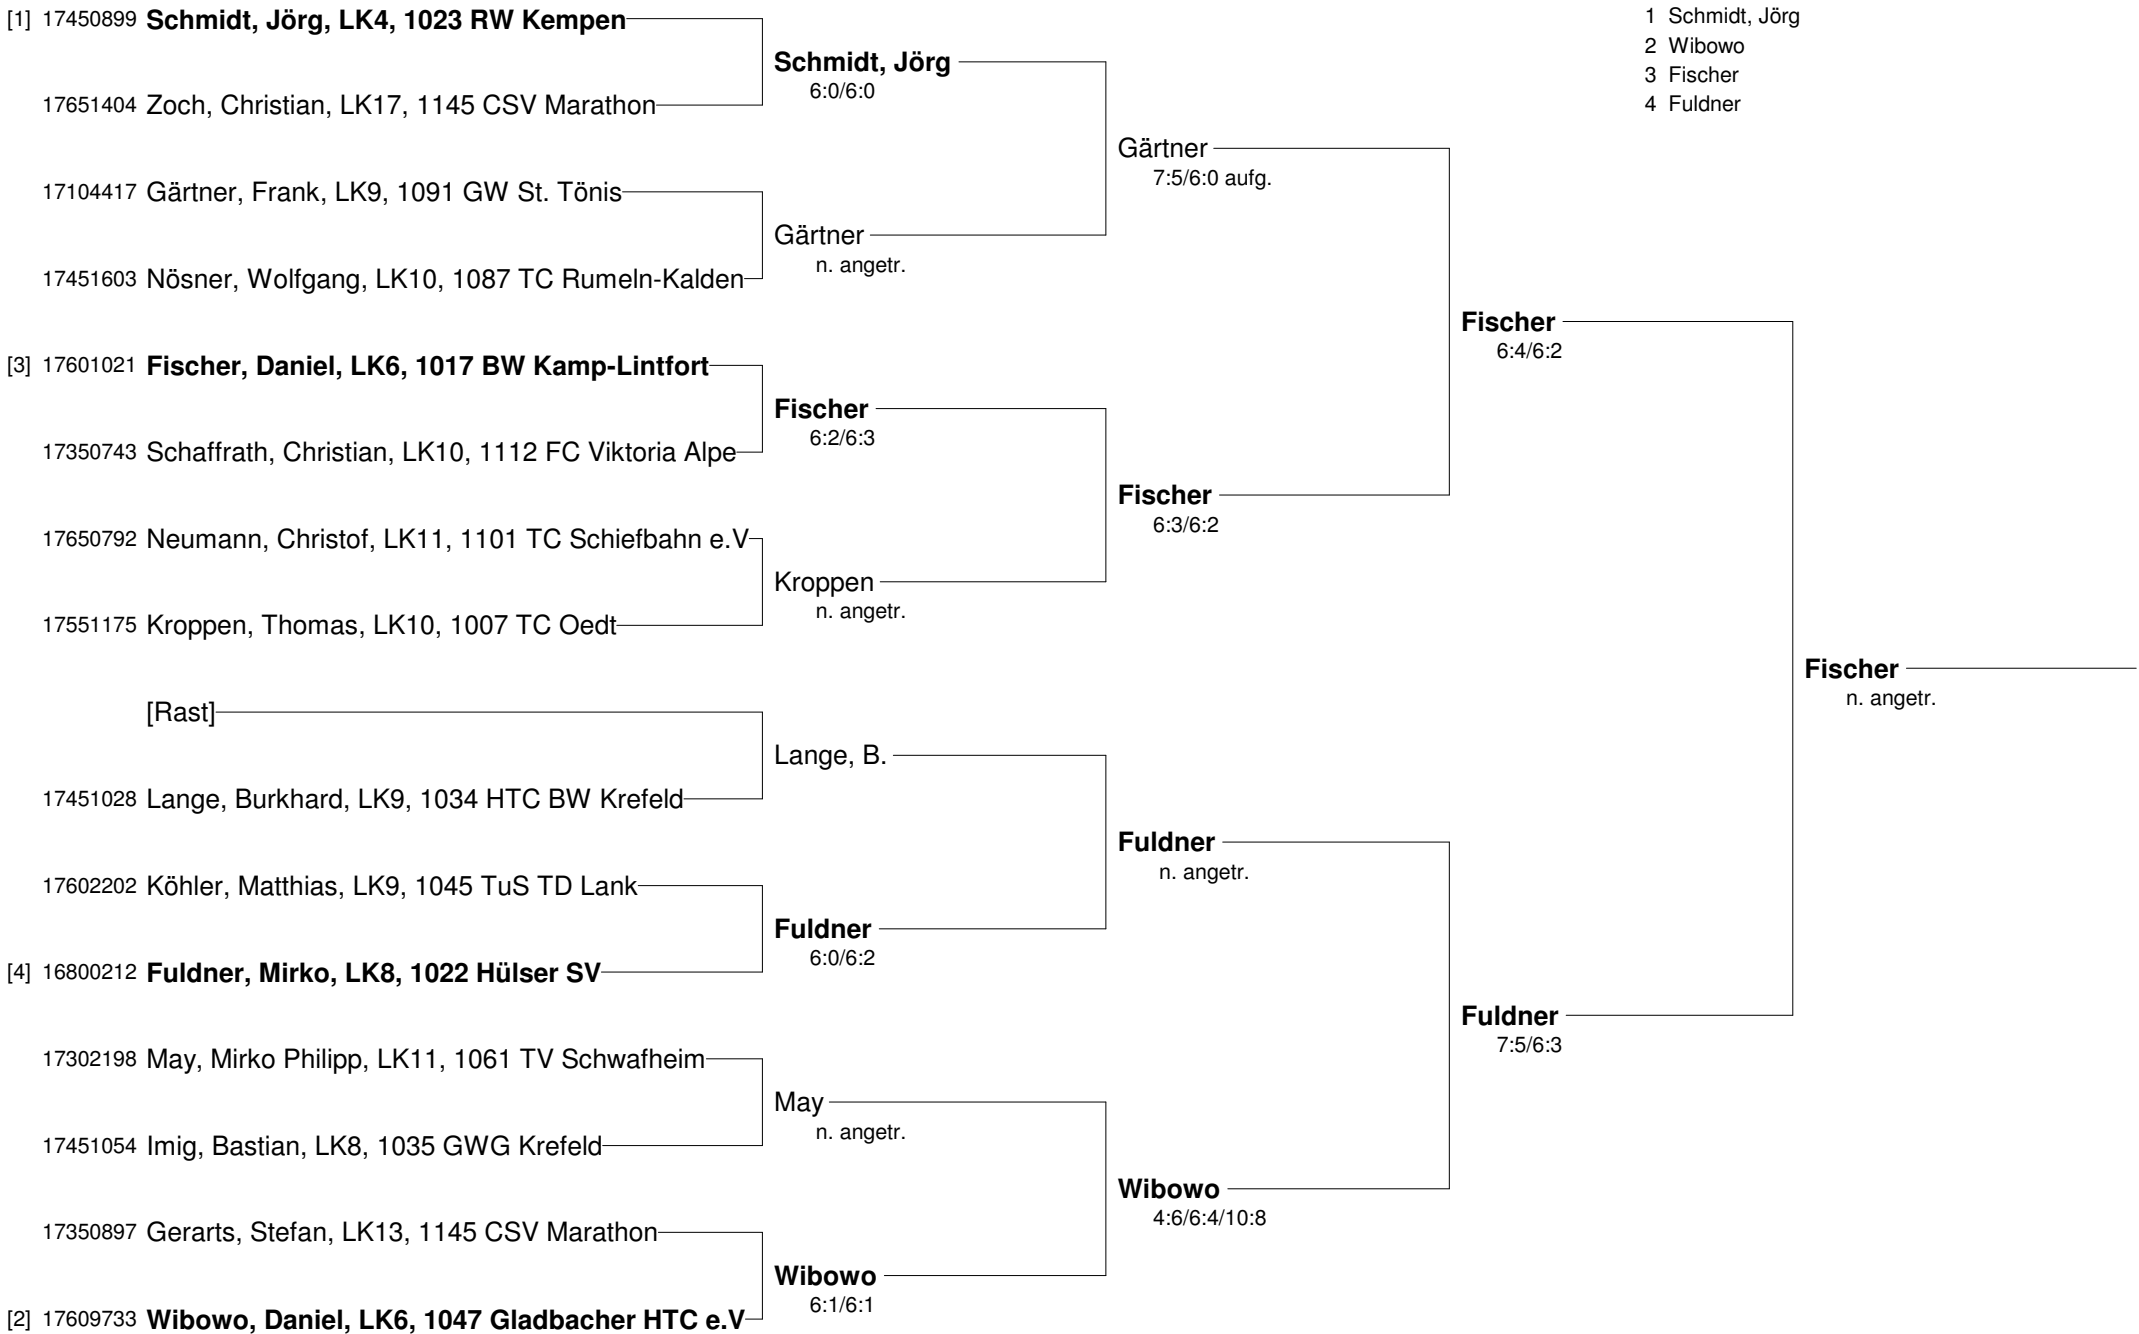 [1] 17450899 Schmidt, Jörg, LK4, 1023 RW Kempen
17651404 Zoch, Christian, LK17, 1145 CSV Marathon
17104417 Gärtner, Frank, LK9, 1091 GW St. Tönis
17451603 Nösner, Wolfgang, LK10, 1087 TC Rumeln-Kalden
[3] 17601021 Fischer, Daniel, LK6, 1017 BW Kamp-Lintfort
17350743 Schaffrath, Christian, LK10, 1112 FC Viktoria Alpe
17650792 Neumann, Christof, LK11, 1101 TC Schiefbahn e.V
17551175 Kroppen, Thomas, LK10, 1007 TC Oedt
[Rast]
17451028 Lange, Burkhard, LK9, 1034 HTC BW Krefeld
17602202 Köhler, Matthias, LK9, 1045 TuS TD Lank
[4] 16800212 Fuldner, Mirko, LK8, 1022 Hülser SV
17302198 May, Mirko Philipp, LK11, 1061 TV Schwafheim
17451054 Imig, Bastian, LK8, 1035 GWG Krefeld
17350897 Gerarts, Stefan, LK13, 1145 CSV Marathon
[2] 17609733 Wibowo, Daniel, LK6, 1047 Gladbacher HTC e.V
Schmidt, Jörg
6:0/6:0
Gärtner
n. angetr.
Fischer
6:2/6:3
Kroppen
n. angetr.
Lange, B.
Fuldner
6:0/6:2
May
n. angetr.
Wibowo
6:1/6:1
Gärtner
7:5/6:0 aufg.
Fischer
6:3/6:2
Fuldner
n. angetr.
Wibowo
4:6/6:4/10:8
Fischer
6:4/6:2
Fuldner
7:5/6:3
Fischer
n. angetr.
1 Schmidt, Jörg
2 Wibowo
3 Fischer
4 Fuldner